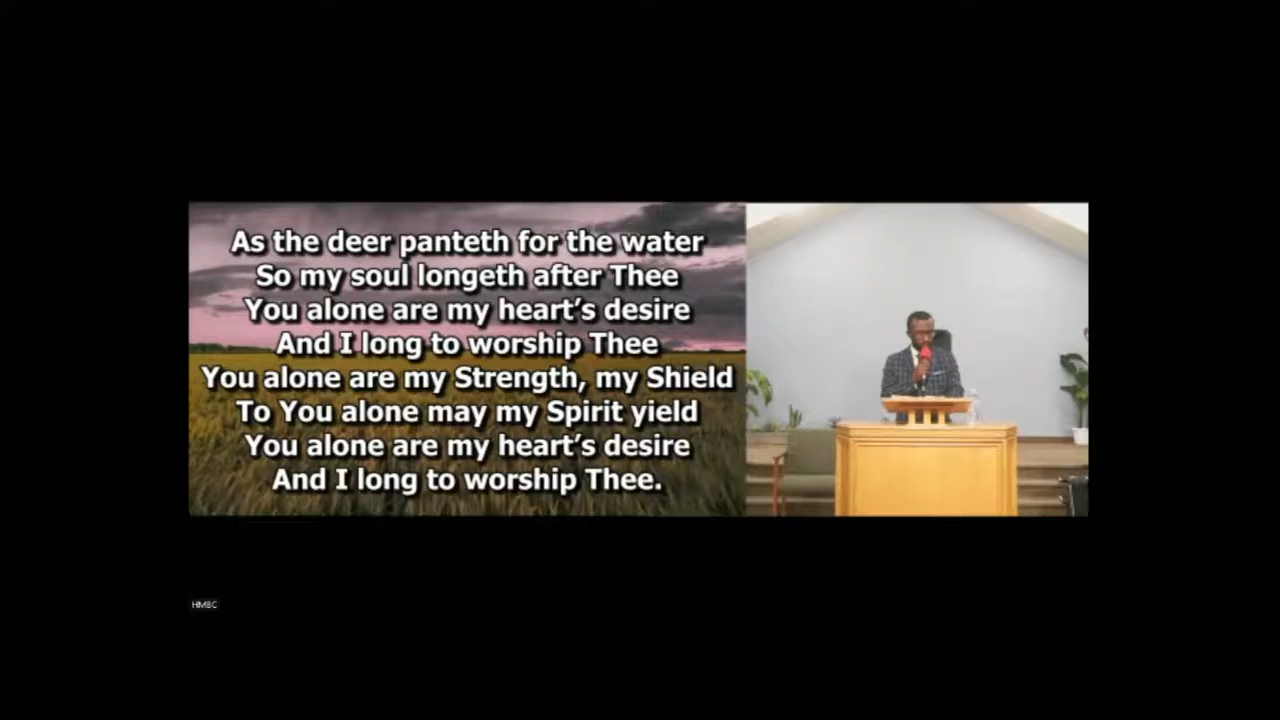 As the deer panteth for the water
So my soul longeth after Thee
You alone are my heart’s desire
And I long to worship Thee
You alone are my Strength, my Shield
To You alone may my Spirit yield
You alone are my heart’s desire
And I long to worship Thee.
HMBC